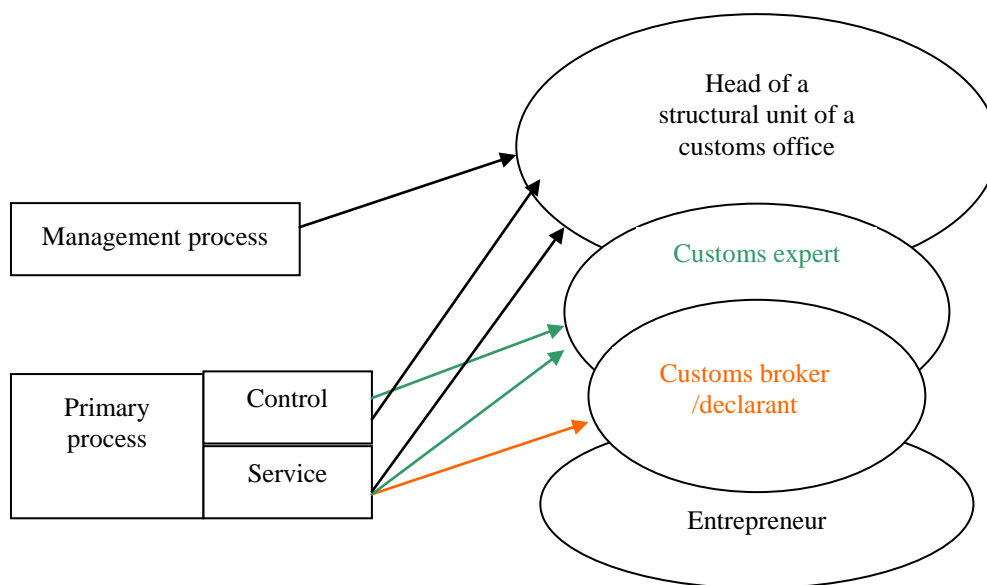 Head of a
structural unit of a
customs office
Management process
Customs expert
Primary
process
Control
Service
Customs broker
/declarant
Entrepreneur